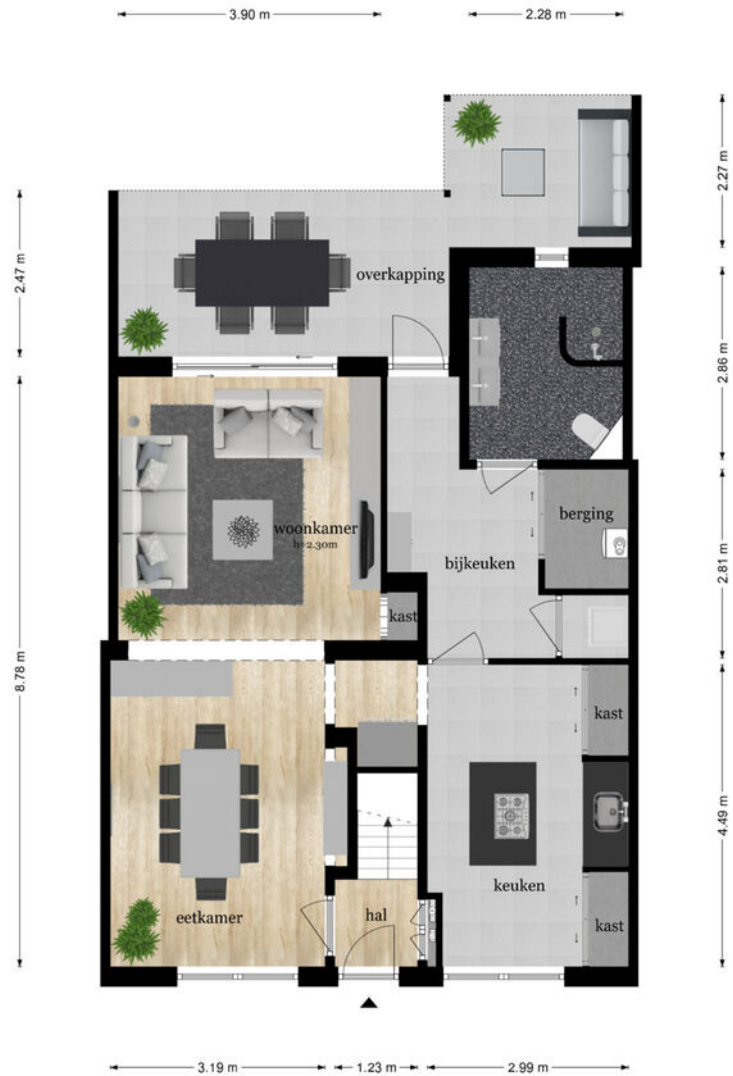 3.90 m
2.28 m
2.27 m
2.47 m
overkapping
2.86 m
woonkamer
h=2.30m
berging
bijkeuken
2.81 m
kast
8.78 m
kast
4.49 m
keuken
eetkamer
hal
kast
3.19 m
1.23 m
2.99 m